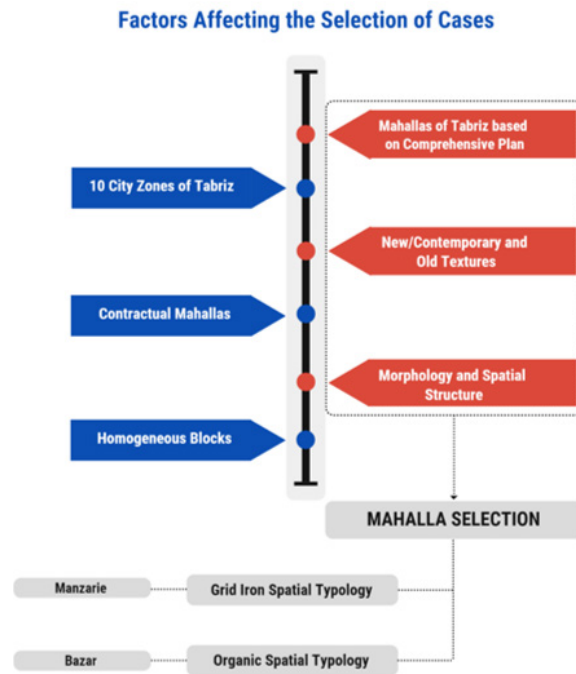 Factors Affecting the Selection of Cases
Mahallas of Tabriz based
on Comprehensive Plan
10 City Zones of Tabriz
New/Contemporary and
Old Textures
Contractual Mahallas
Morphology and Spatial
Structure
Homogeneous Blocks
MAHALLA SELECTION
Manzarie
Grid Iron Spatial Typology
Bazar
Organic Spatial Typology